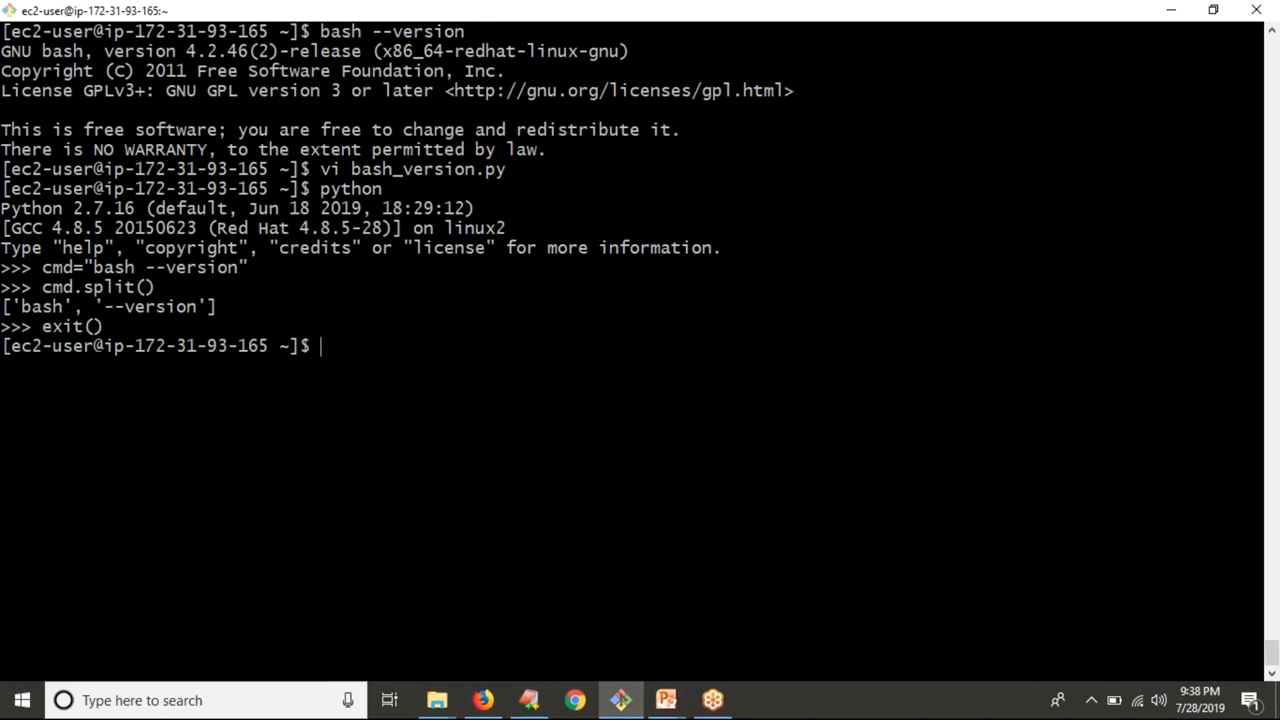 ec2-user@ip-172-31-93-165:~
[ec2-user@ip-172-31-93-165 ~]$ bash --version
GNU bash, version 4.2.46(2)-release (x86_64-redhat-linux-gnu)
Copyright (C) 2011 Free Software Foundation, Inc.
License GPLv3+: GNU GPL version 3 or later <http://gnu.org/licenses/gpl.html>
This is free software; you are free to change and redistribute it.
There is NO WARRANTY, to the extent permitted by law.
[ec2-user@ip-172-31-93-165 ~]$ vi bash_version.py
[ec2-user@ip-172-31-93-165 ~]$ python
Python 2.7.16 (default, Jun 18 2019, 18:29:12)
[GCC 4.8.5 20150623 (Red Hat 4.8.5-28)] on linux2
Type "help", "copyright", "credits" or "license" for more information.
>>> cmd="bash --version"
>>> cmd.split()
['bash', '--version']
>>> exit()
[ec2-user@ip-172-31-93-165 ~]$
Type here to search
9:38 PM
7/28/2019
1